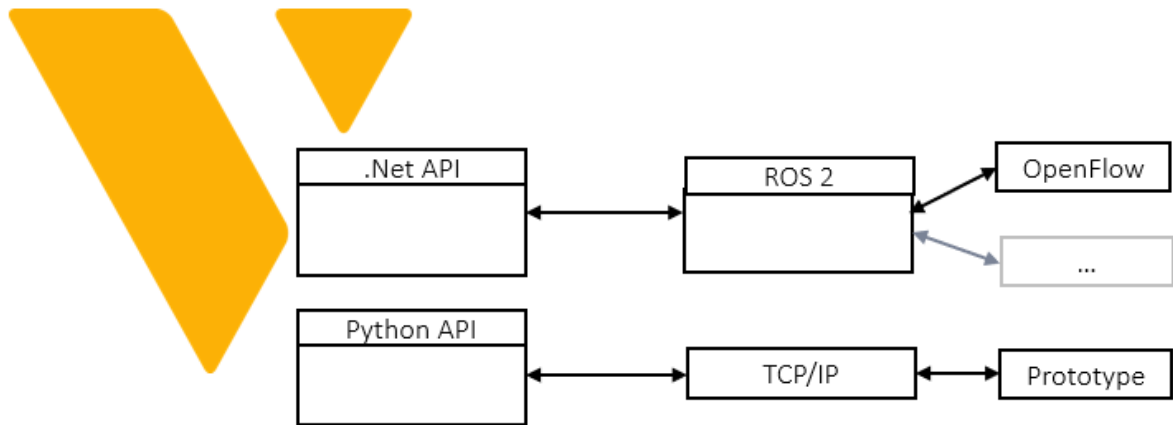 .Net API
ROS 2
OpenFlow
...
Python API
TCP/IP
Prototype